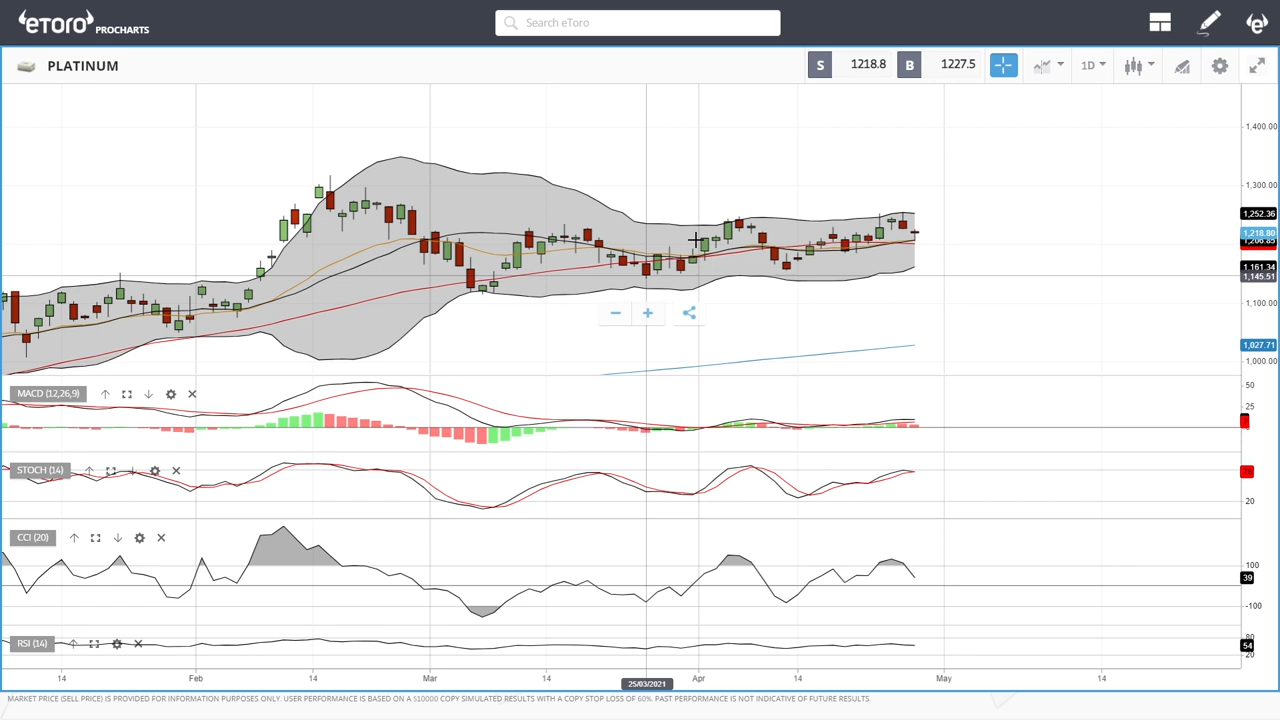 eToro PROCHARTS
Search eToro
PLATINUM
S 1218.8 B 1227.5
1D
1,400.00
1,300.00
1,252.36
1,218.80
1,161.34
1,145.51
1,100.00
1,027.71
1,000.00
MACD (12,26,9)
50
25
STOCH (14)
20
CCI (20)
100
39
-100
RSI (14)
80
54
20
14 Feb 14 Mar 14 25/03/2021 Apr 14 May 14
MARKET PRICE (SELL PRICE) IS PROVIDED FOR INFORMATION PURPOSES ONLY. USER PERFORMANCE IS BASED ON A $10000 COPY SIMULATED RESULTS WITH A COPY STOP LOSS OF 60%. PAST PERFORMANCE IS NOT INDICATIVE OF FUTURE RESULTS.